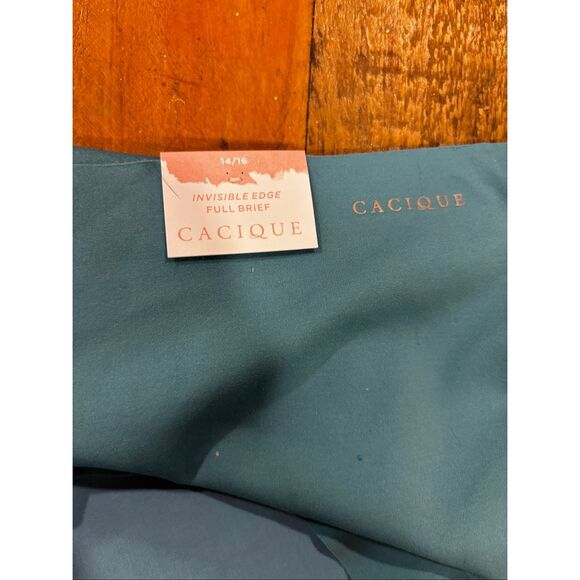 14/16
INVISIBLE EDGE
FULL BRIEF
CACIQUE
CACIQUE